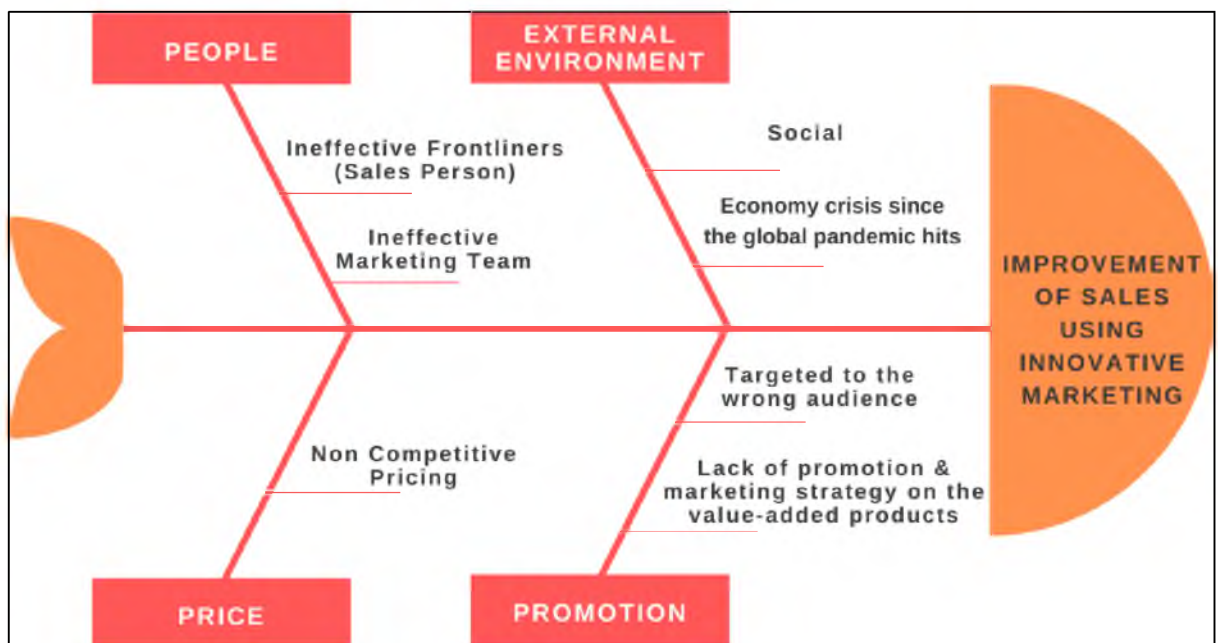 PEOPLE
EXTERNAL
ENVIRONMENT
Ineffective Frontliners
(Sales Person)
Ineffective
Marketing Team
Social
Economy crisis since
the global pandemic hits
IMPROVEMENT
OF SALES
USING
INNOVATIVE
MARKETING
Non Competitive
Pricing
Targeted to the
wrong audience
Lack of promotion &
marketing strategy on the
value-added products
PRICE
PROMOTION